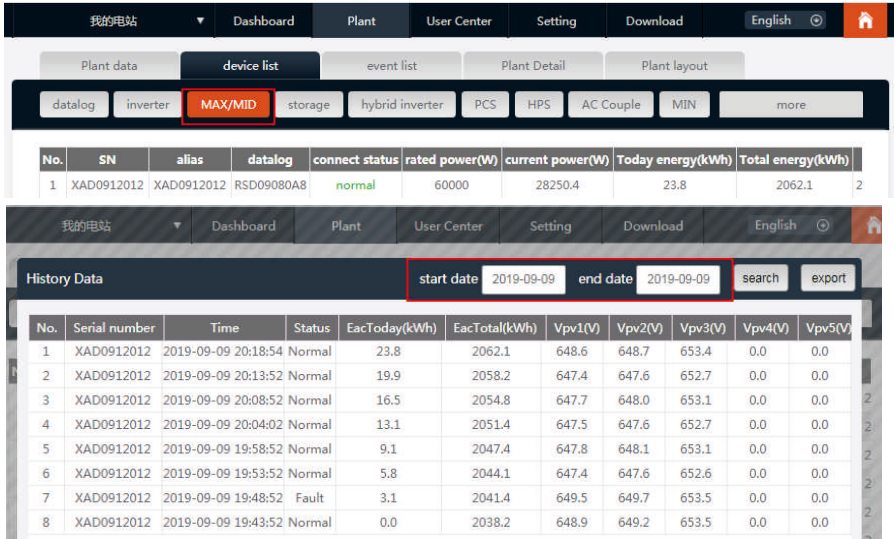 我的电站 ▼ Dashboard Plant User Center Setting Download English
Plant data device list event list Plant Detail Plant layout
datalog inverter MAX/MID storage hybrid inverter PCS HPS AC Couple MIN more
No. SN alias datalog connect status rated power(W) current power(W) Today energy(kWh) Total energy(kWh)
1 XAD0912012 XAD0912012 RSD09080A8 normal 60000 28250.4 23.8 2062.1 2
我的电站 ▼ Dashboard Plant User Center Setting Download English
History Data start date 2019-09-09 end date 2019-09-09 search export
No. Serial number Time Status EacToday(kWh) EacTotal(kWh) Vpv1(V) Vpv2(V) Vpv3(V) Vpv4(V) Vpv5(V)
1 XAD0912012 2019-09-09 20:18:54 Normal 23.8 2062.1 648.6 648.7 653.4 0.0 0.0
2 XAD0912012 2019-09-09 20:13:52 Normal 19.9 2058.2 647.4 647.6 652.7 0.0 0.0
3 XAD0912012 2019-09-09 20:08:52 Normal 16.5 2054.8 647.7 648.0 653.1 0.0 0.0 2
4 XAD0912012 2019-09-09 20:04:02 Normal 13.1 2051.4 647.5 647.6 652.7 0.0 0.0 2
5 XAD0912012 2019-09-09 19:58:52 Normal 9.1 2047.4 647.8 648.1 653.1 0.0 0.0 2
6 XAD0912012 2019-09-09 19:53:52 Normal 5.8 2044.1 647.4 647.6 652.6 0.0 0.0 2
7 XAD0912012 2019-09-09 19:48:52 Fault 3.1 2041.4 649.5 649.7 653.5 0.0 0.0 2
8 XAD0912012 2019-09-09 19:43:52 Normal 0.0 2038.2 648.9 649.2 653.5 0.0 0.0